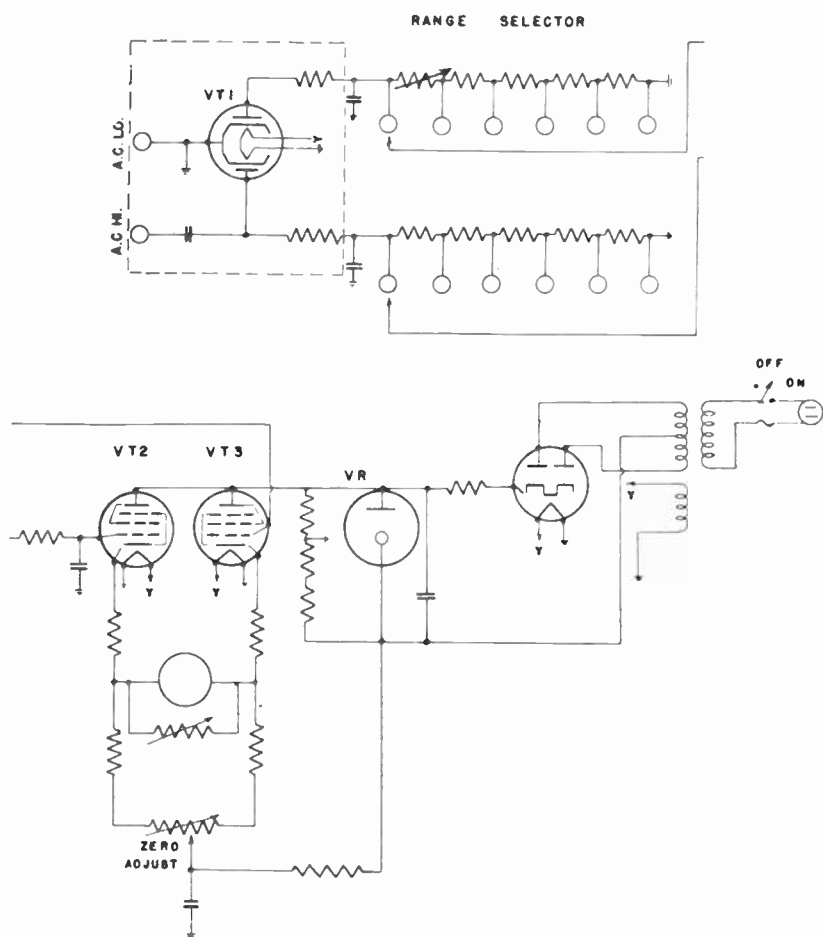 RANGE SELECTOR
VT1
Y
A.C. LO.
A.C. HI.
OFF
ON
VT2
VT3
VR
Y
Y
Y
Y
ZERO
ADJUST